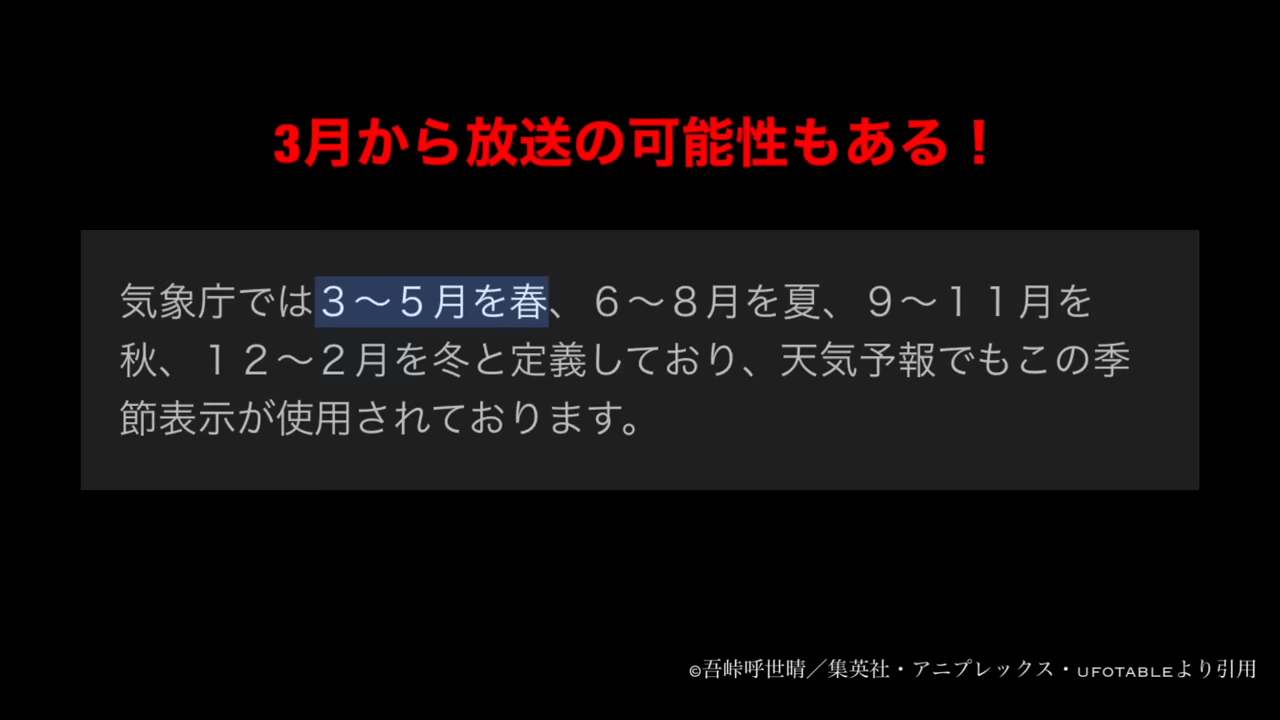 3月から放送の可能性もある！
気象庁では３〜５月を春、６〜８月を夏、９〜１１月を
秋、１２〜２月を冬と定義しており、天気予報でもこの季
節表示が使用されております。
©吾峠呼世晴／集英社・アニプレックス・UFOTABLEより引用